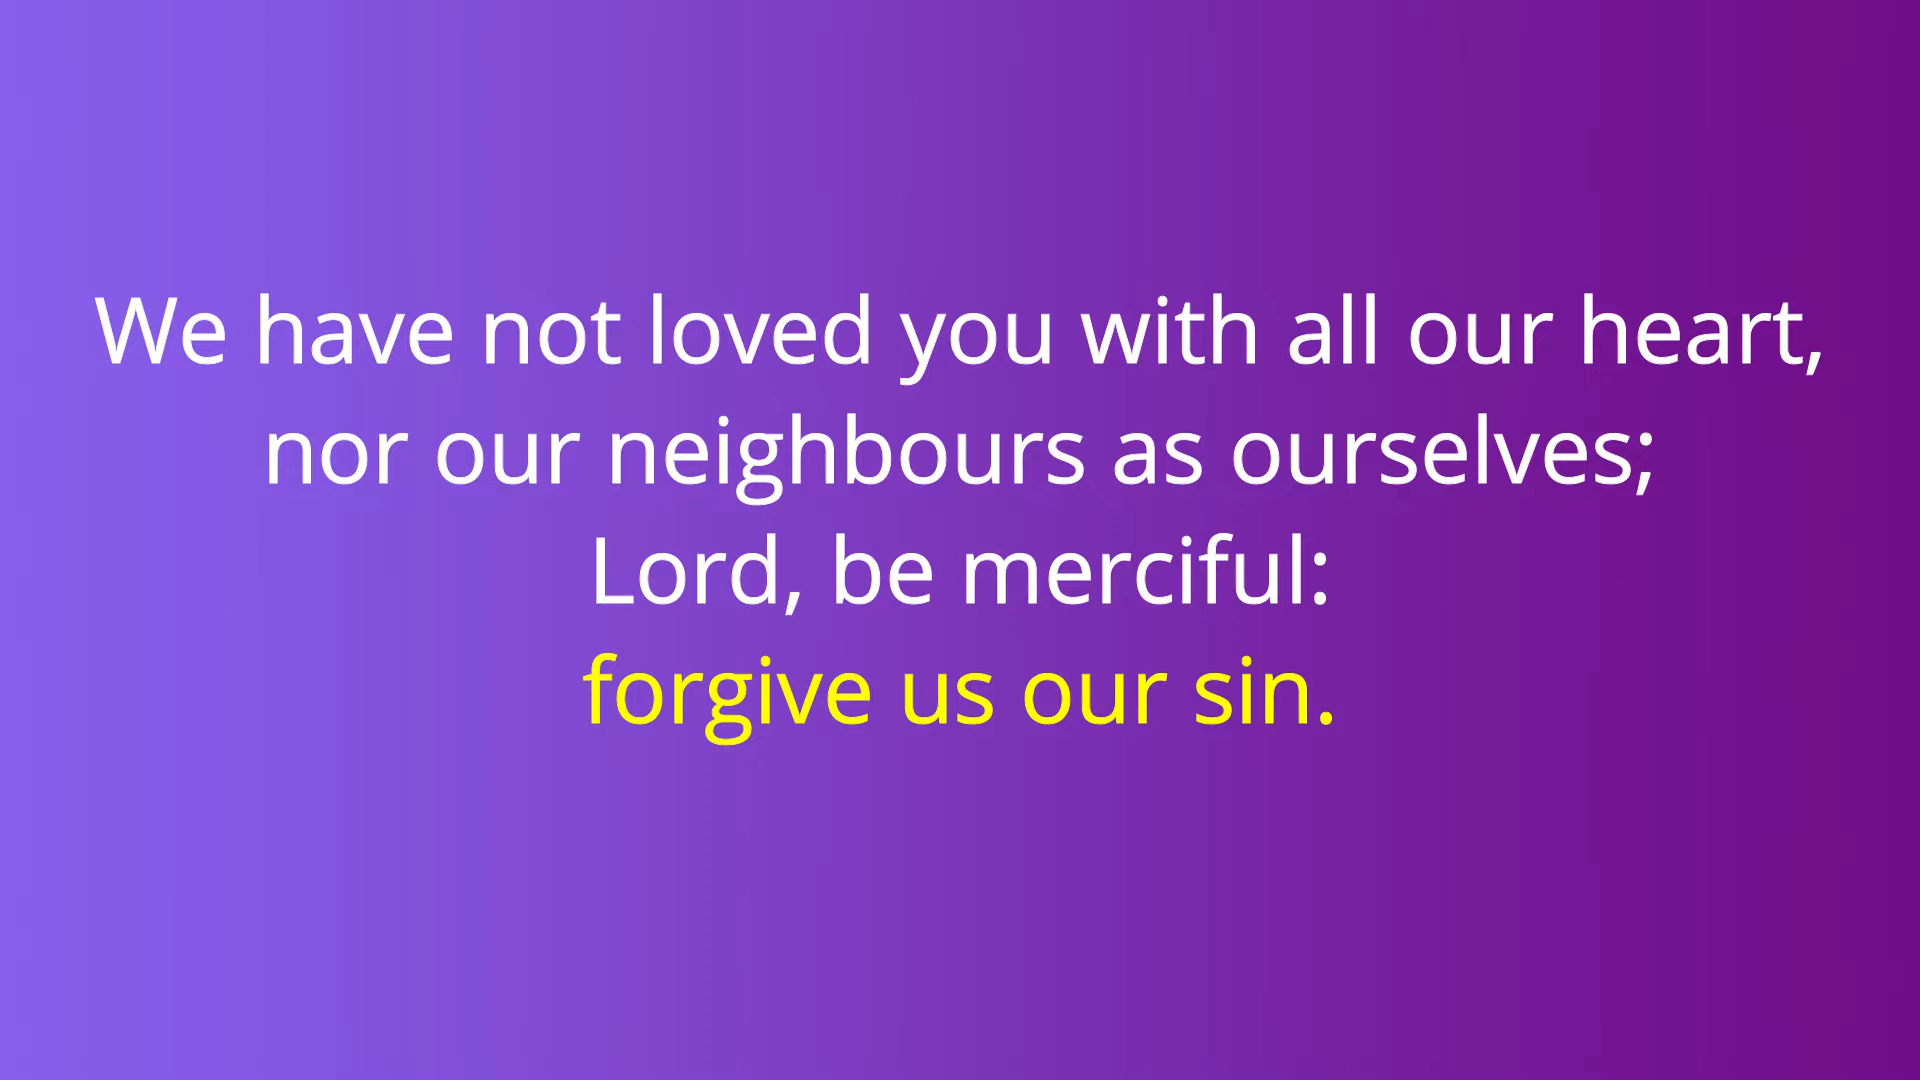 We have not loved you with all our heart,
nor our neighbours as ourselves;
Lord, be merciful:
forgive us our sin.